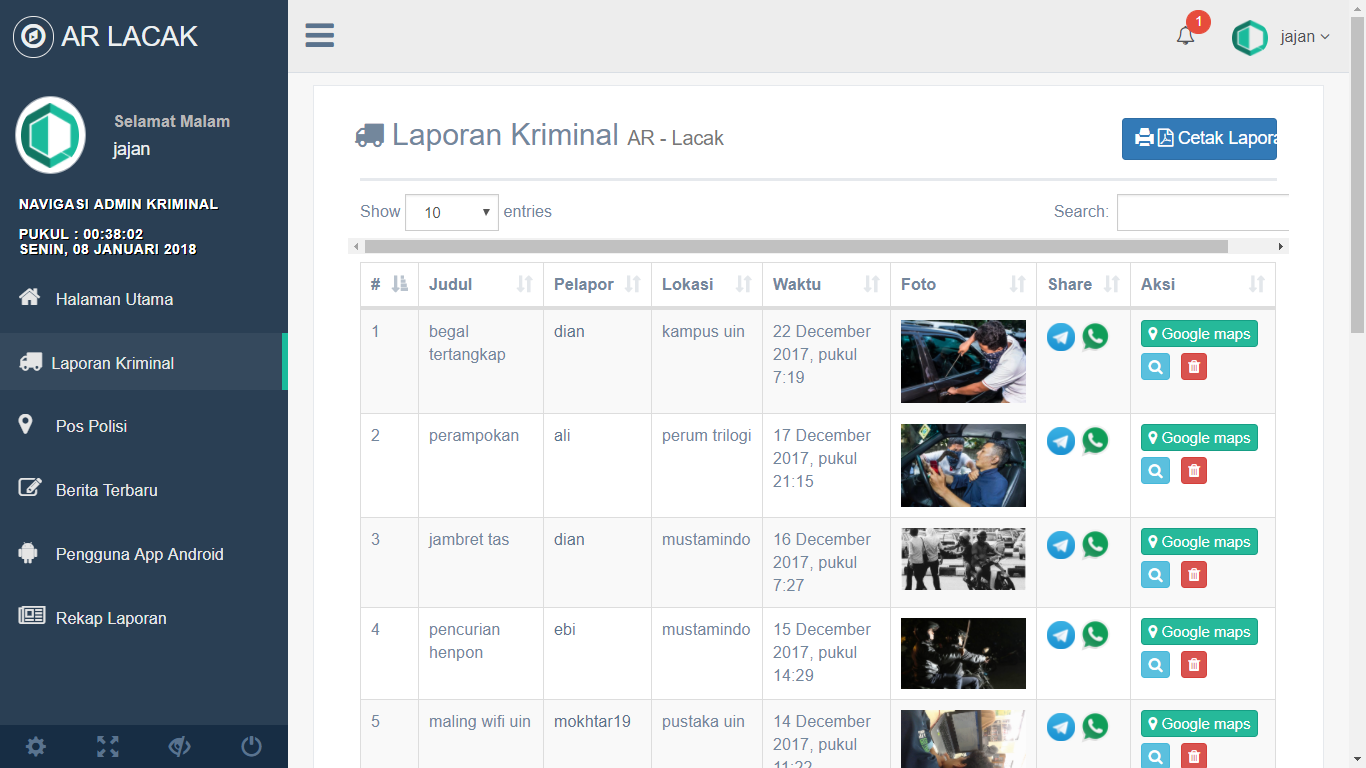 AR LACAK
1
jajan
Selamat Malam
jajan
NAVIGASI ADMIN KRIMINAL
PUKUL : 00:38:02
SENIN, 08 JANUARI 2018
Halaman Utama
Laporan Kriminal
Pos Polisi
Berita Terbaru
Pengguna App Android
Rekap Laporan
Laporan Kriminal AR - Lacak
Cetak Lapora
Show 10 entries
Search:
# Judul Pelapor Lokasi Waktu Foto Share Aksi
1 begal dian kampus uin 22 December Google maps
tertangkap 2017, pukul
7:19
2 perampokan ali perum trilogi 17 December Google maps
2017, pukul
21:15
3 jambret tas dian mustamindo 16 December Google maps
2017, pukul
7:27
4 pencurian ebi mustamindo 15 December Google maps
henpon 2017, pukul
14:29
5 maling wifi uin mokhtar19 pustaka uin 14 December Google maps
2017, pukul
11:22